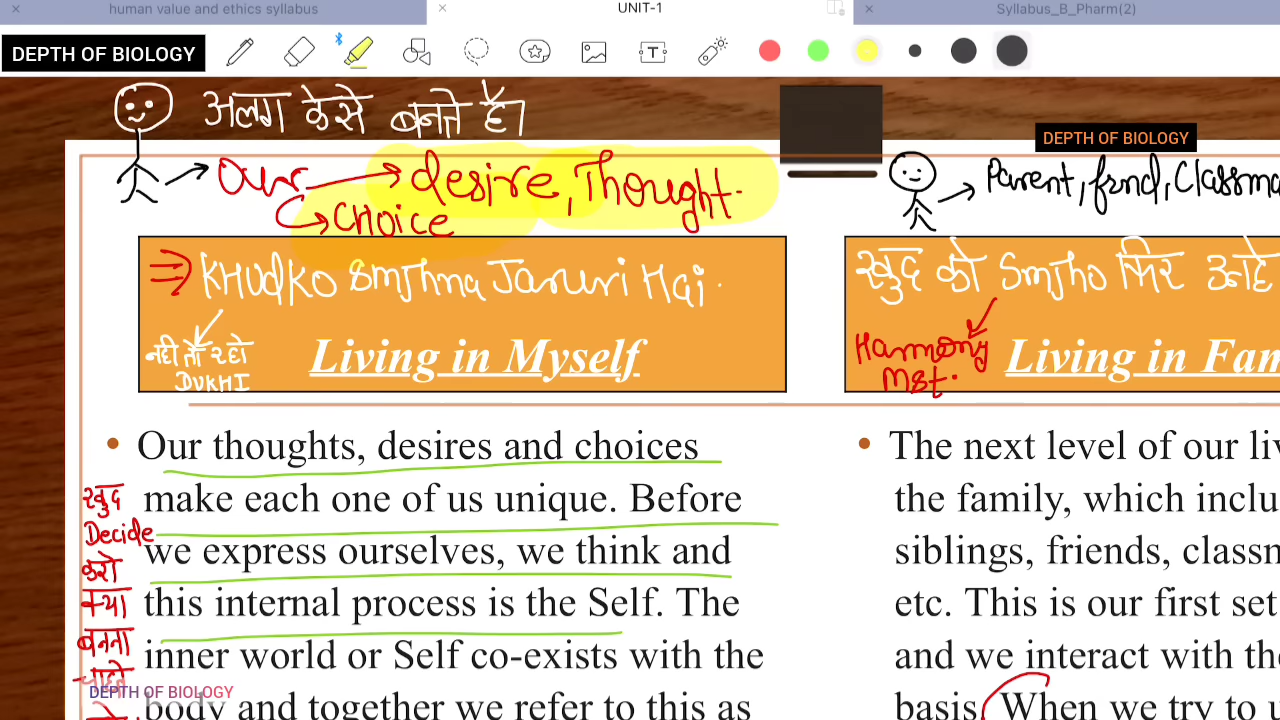 human value and ethics syllabus
UNIT-1
Syllabus_B_Pharm(2)
DEPTH OF BIOLOGY
T
अलग केसे बनते है।
DEPTH OF BIOLOGY
Our → desire, Thought.
→ CHOICE
Parent, frnd, Classma
⇒ KHUDKO SmJhna Jaruri Hai.
नही तो रहो
DUKHI
Living in Myself
खुद को SmJho फिर उनहे
Harmony
Mst.
Living in Fam
• Our thoughts, desires and choices
make each one of us unique. Before
we express ourselves, we think and
this internal process is the Self. The
inner world or Self co-exists with the
body and together we refer to this as
खुद
Decide
करो
क्या
बनना
DEPTH OF BIOLOGY
• The next level of our liv
the family, which inclu
siblings, friends, classm
etc. This is our first set
and we interact with the
basis. When we try to u